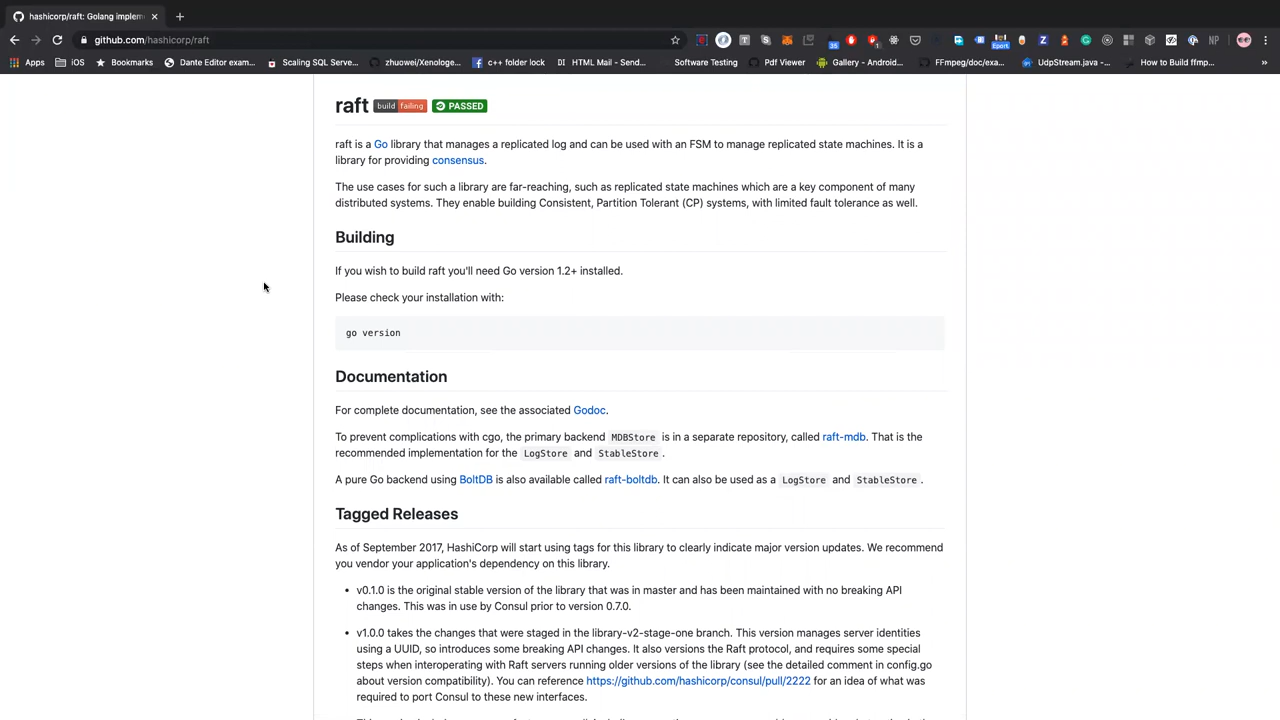 hashicorp/raft: Golang implem
github.com/hashicorp/raft
35
1
Eport
NP
Apps
iOS
Bookmarks
Dante Editor exam...
Scaling SQL Serve...
zhuowei/Xenologe...
c++ folder lock
DI HTML Mail - Send...
Software Testing
Pdf Viewer
Gallery - Android...
FFmpeg/doc/exa...
UdpStream.java -...
How to Build ffmp...
»
raft build failing PASSED
raft is a Go library that manages a replicated log and can be used with an FSM to manage replicated state machines. It is a
library for providing consensus.
The use cases for such a library are far-reaching, such as replicated state machines which are a key component of many
distributed systems. They enable building Consistent, Partition Tolerant (CP) systems, with limited fault tolerance as well.
Building
If you wish to build raft you'll need Go version 1.2+ installed.
Please check your installation with:
go version
Documentation
For complete documentation, see the associated Godoc.
To prevent complications with cgo, the primary backend MDBStore is in a separate repository, called raft-mdb. That is the
recommended implementation for the LogStore and StableStore.
A pure Go backend using BoltDB is also available called raft-boltdb. It can also be used as a LogStore and StableStore.
Tagged Releases
As of September 2017, HashiCorp will start using tags for this library to clearly indicate major version updates. We recommend
you vendor your application's dependency on this library.
• v0.1.0 is the original stable version of the library that was in master and has been maintained with no breaking API
changes. This was in use by Consul prior to version 0.7.0.
• v1.0.0 takes the changes that were staged in the library-v2-stage-one branch. This version manages server identities
using a UUID, so introduces some breaking API changes. It also versions the Raft protocol, and requires some special
steps when interoperating with Raft servers running older versions of the library (see the detailed comment in config.go
about version compatibility). You can reference https://github.com/hashicorp/consul/pull/2222 for an idea of what was
required to port Consul to these new interfaces.